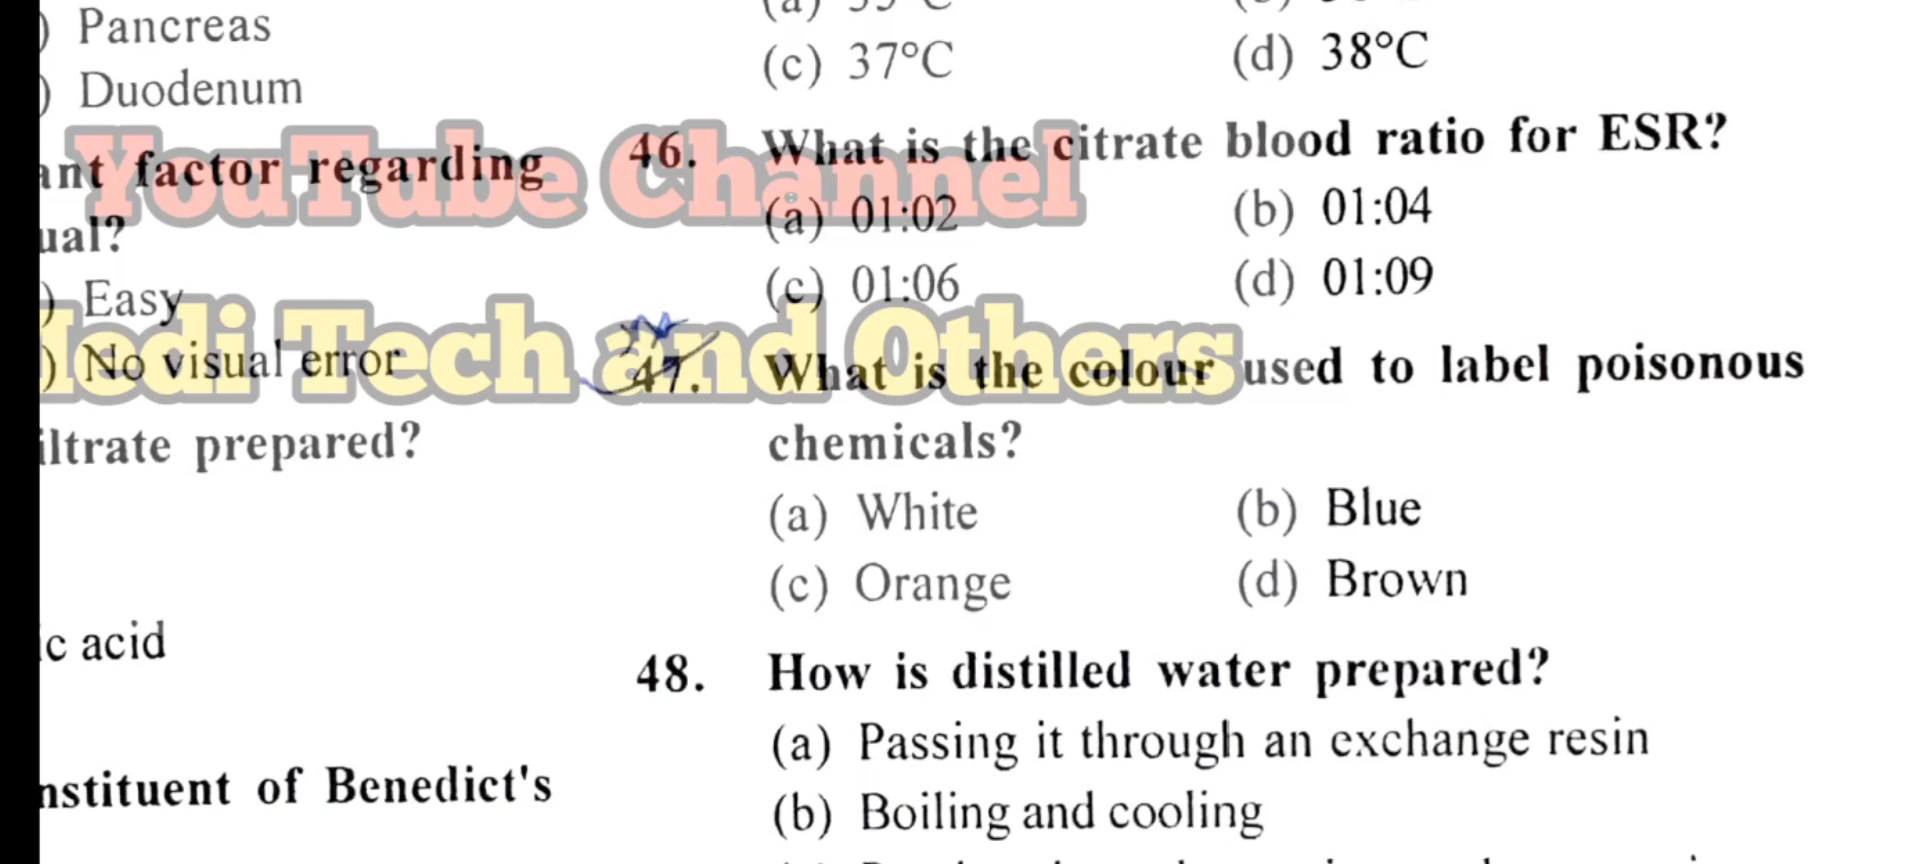 ) Pancreas
) Duodenum
ant factor regarding
ual?
) Easy
) No visual error
iltrate prepared?
c acid
nstituent of Benedict's
(c) 37°C (d) 38°C
46. What is the citrate blood ratio for ESR?
(a) 01:02 (b) 01:04
(c) 01:06 (d) 01:09
47. What is the colour used to label poisonous
chemicals?
(a) White (b) Blue
(c) Orange (d) Brown
48. How is distilled water prepared?
(a) Passing it through an exchange resin
(b) Boiling and cooling
YouTube Channel
Medi Tech and Others